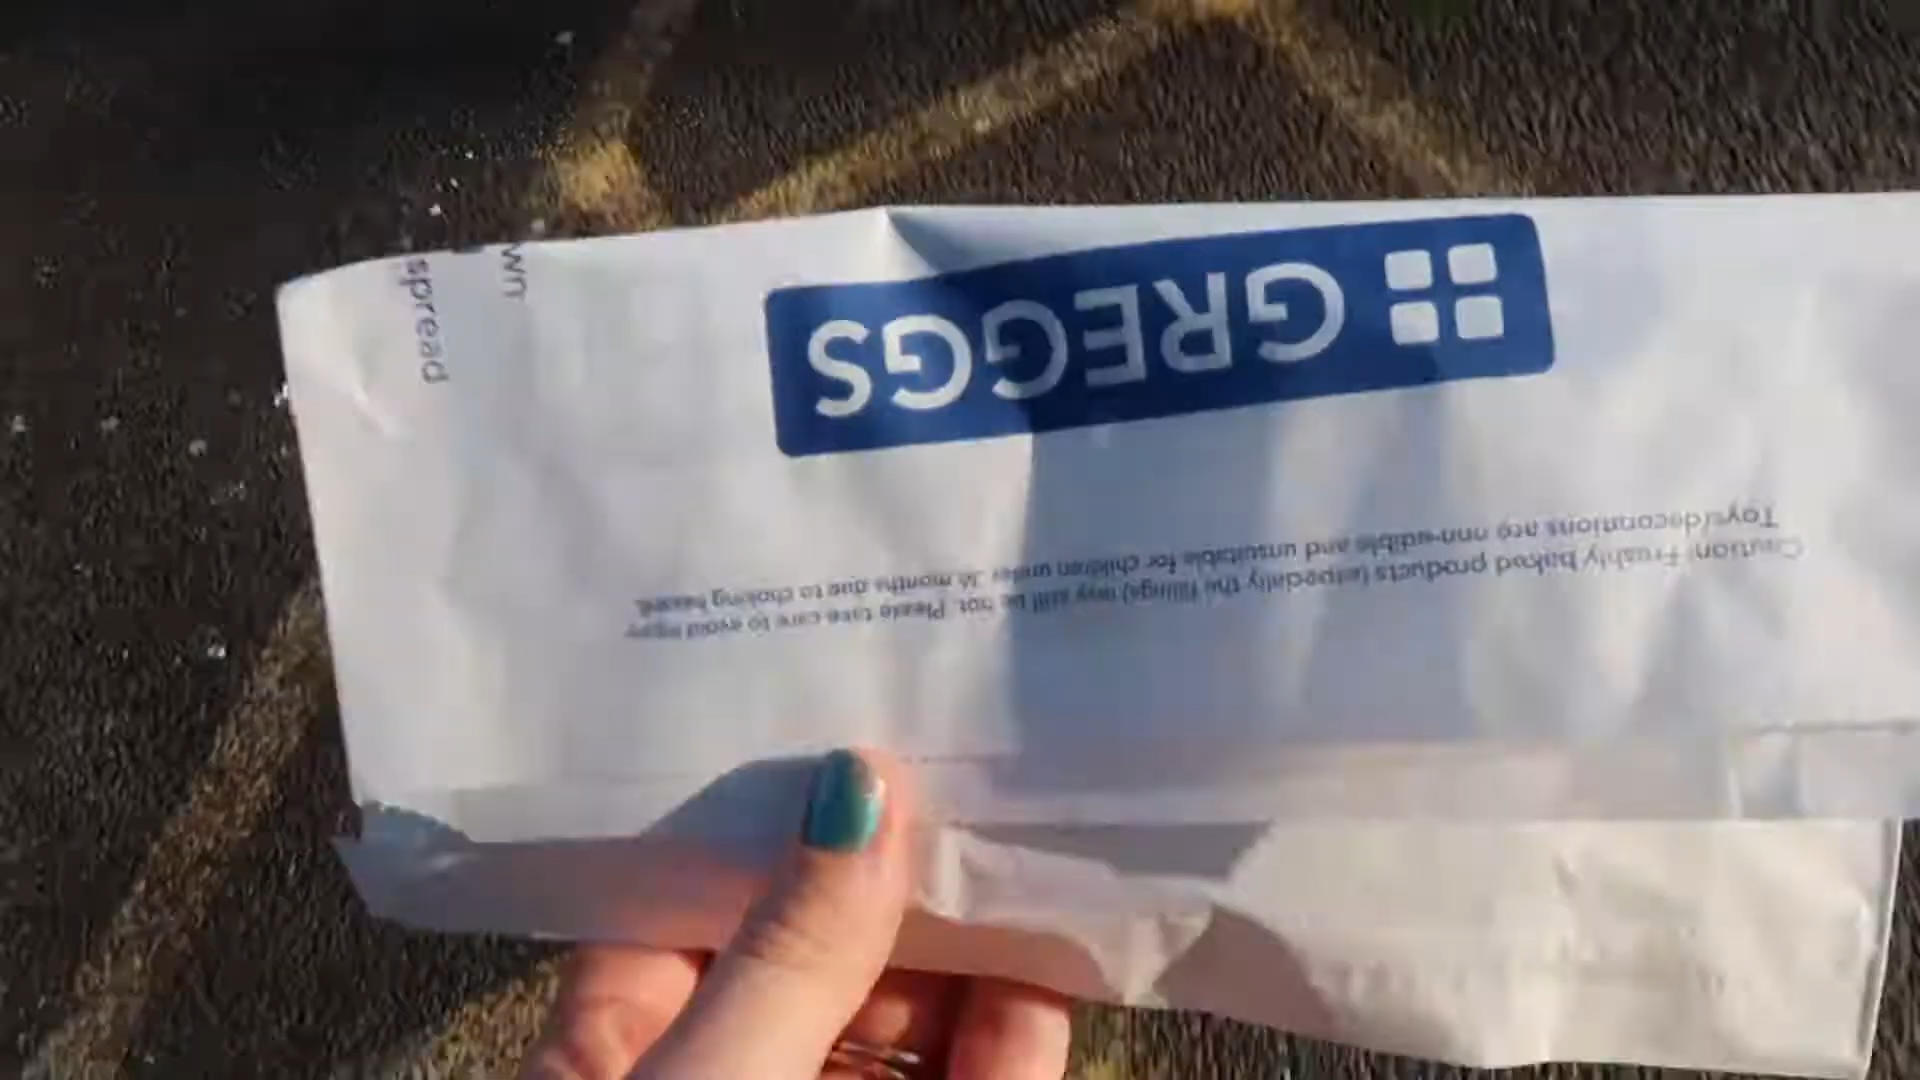 GREGGS
Caution: Freshly baked products (especially the fillings) may still be hot. Please take care to avoid injury.
Toys/decorations are non-edible and unsuitable for children under 36 months due to choking hazard.
wn
spread